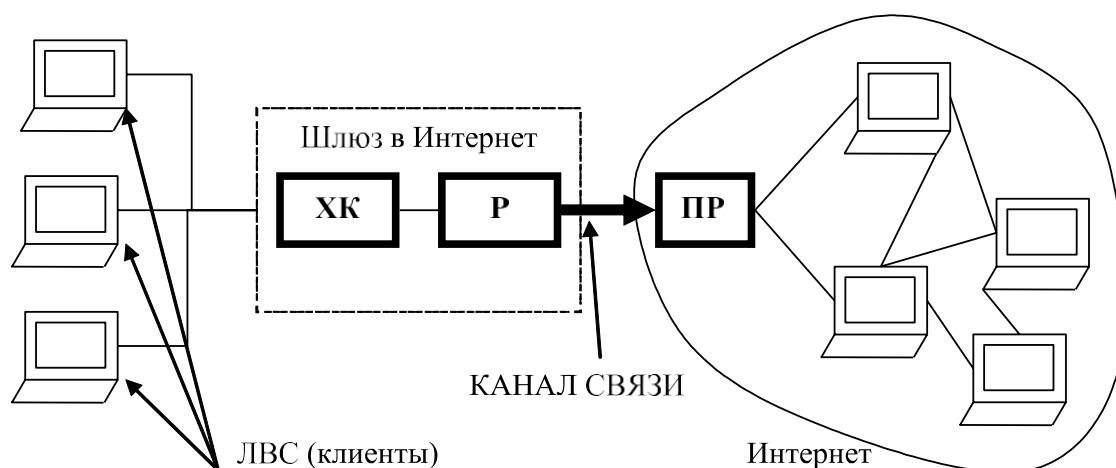 Шлюз в Интернет
ХК
Р
ПР
КАНАЛ СВЯЗИ
ЛВС (клиенты)
Интернет